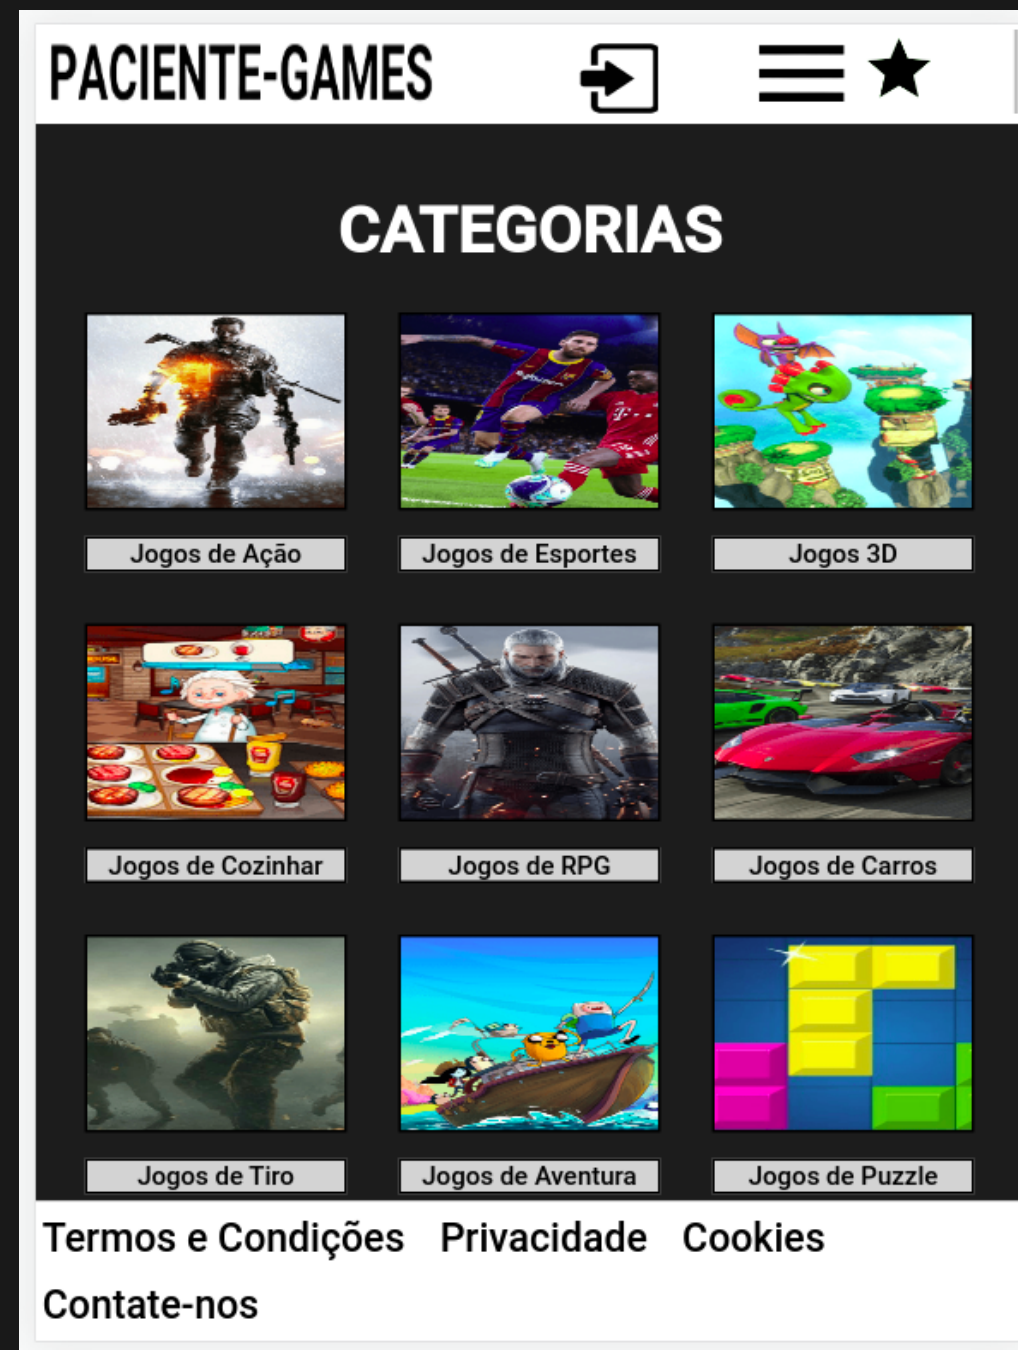 PACIENTE-GAMES
CATEGORIAS
Jogos de Ação
Jogos de Esportes
Jogos 3D
Jogos de Cozinhar
Jogos de RPG
Jogos de Carros
Jogos de Tiro
Jogos de Aventura
Jogos de Puzzle
Termos e Condições Privacidade Cookies
Contate-nos